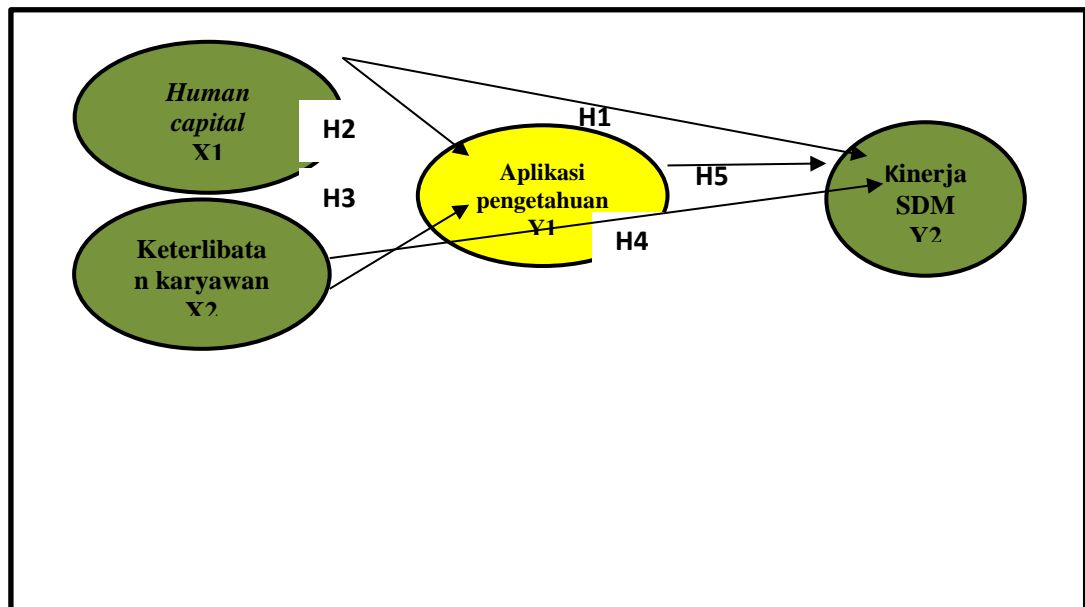 Human
capital
X1
H2
H1
Aplikasi
pengetahuan
Y1
H5
Kinerja
SDM
Y2
H3
H4
Keterlibata
n karyawan
X2